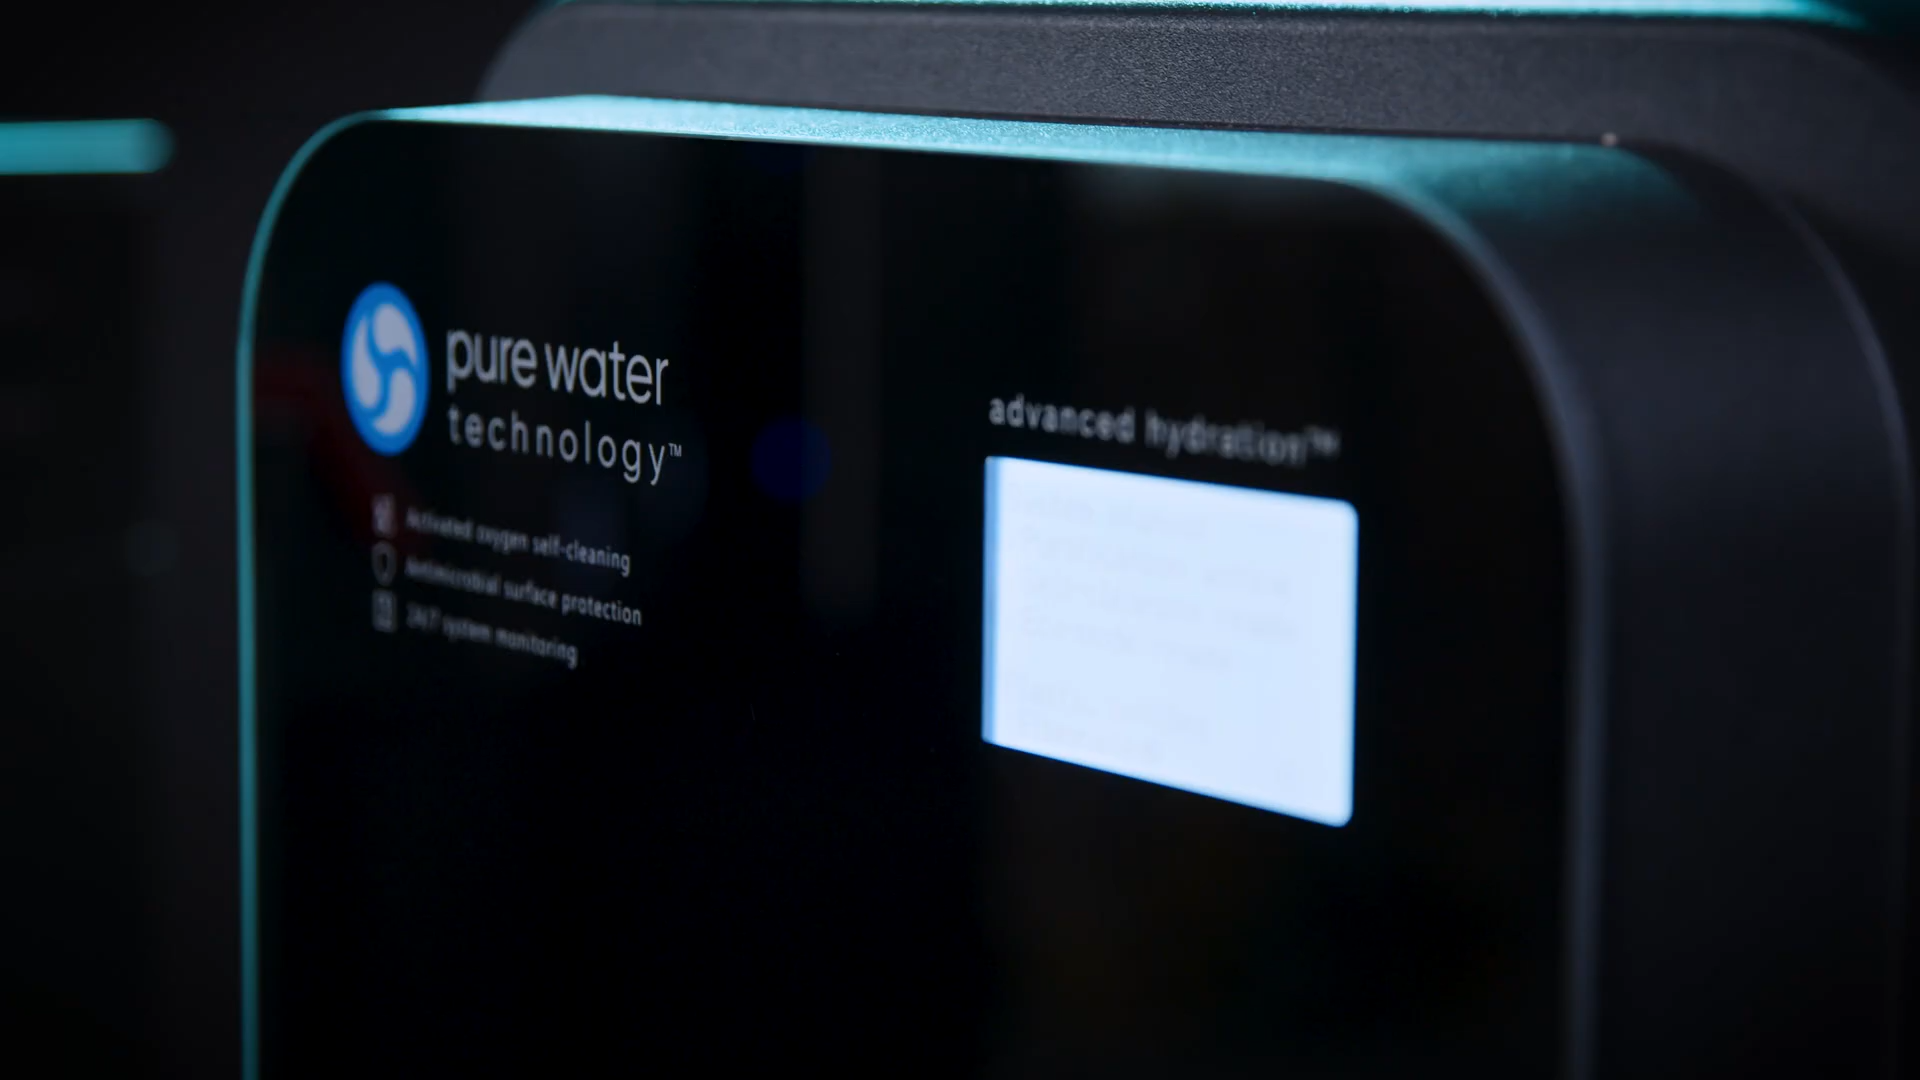 pure water
technology™
Activated oxygen self-cleaning
Antimicrobial surface protection
24/7 system monitoring
advanced hydration™